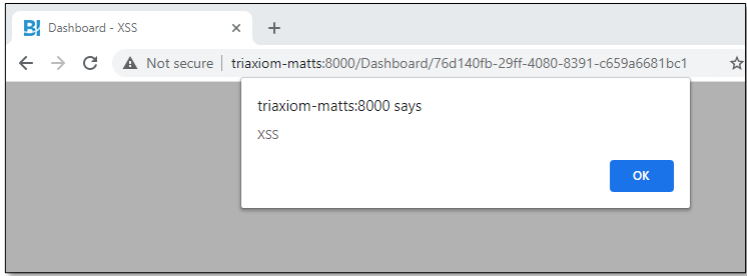 Dashboard - XSS
Not secure | triaxiom-matts:8000/Dashboard/76d140fb-29ff-4080-8391-c659a6681bc1
triaxiom-matts:8000 says
XSS
OK